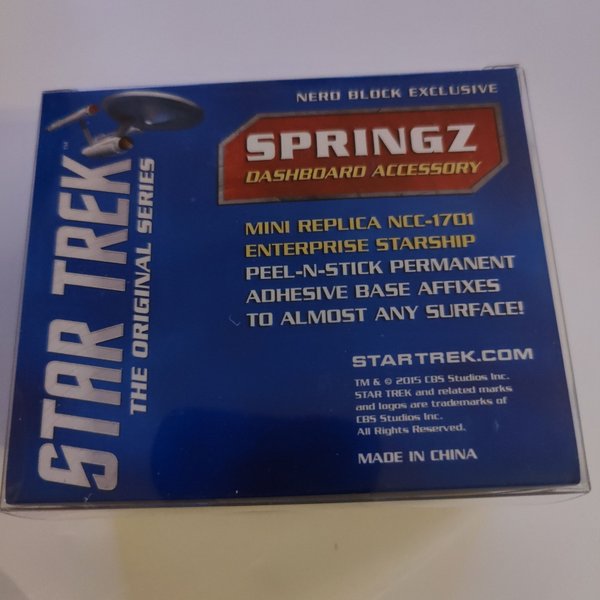 NERD BLOCK EXCLUSIVE
SPRINGZ
DASHBOARD ACCESSORY
STAR TREK™
THE ORIGINAL SERIES
MINI REPLICA NCC-1701
ENTERPRISE STARSHIP
PEEL-N-STICK PERMANENT
ADHESIVE BASE AFFIXES
TO ALMOST ANY SURFACE!
STARTREK.COM
TM & © 2015 CBS Studios Inc.
STAR TREK and related marks
and logos are trademarks of
CBS Studios Inc.
All Rights Reserved.
MADE IN CHINA